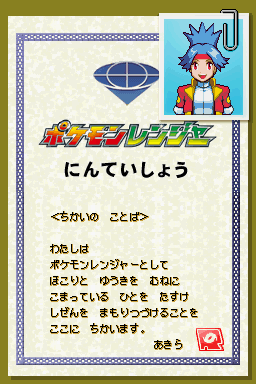 ポケモンレンジャー
にんていしょう
<ちかいの ことば>
わたしは
ポケモンレンジャーとして
ほこりと ゆうきを むねに
こまっている ひとを たすけ
しぜんを まもりつづけることを
ここに ちかいます。
あきら